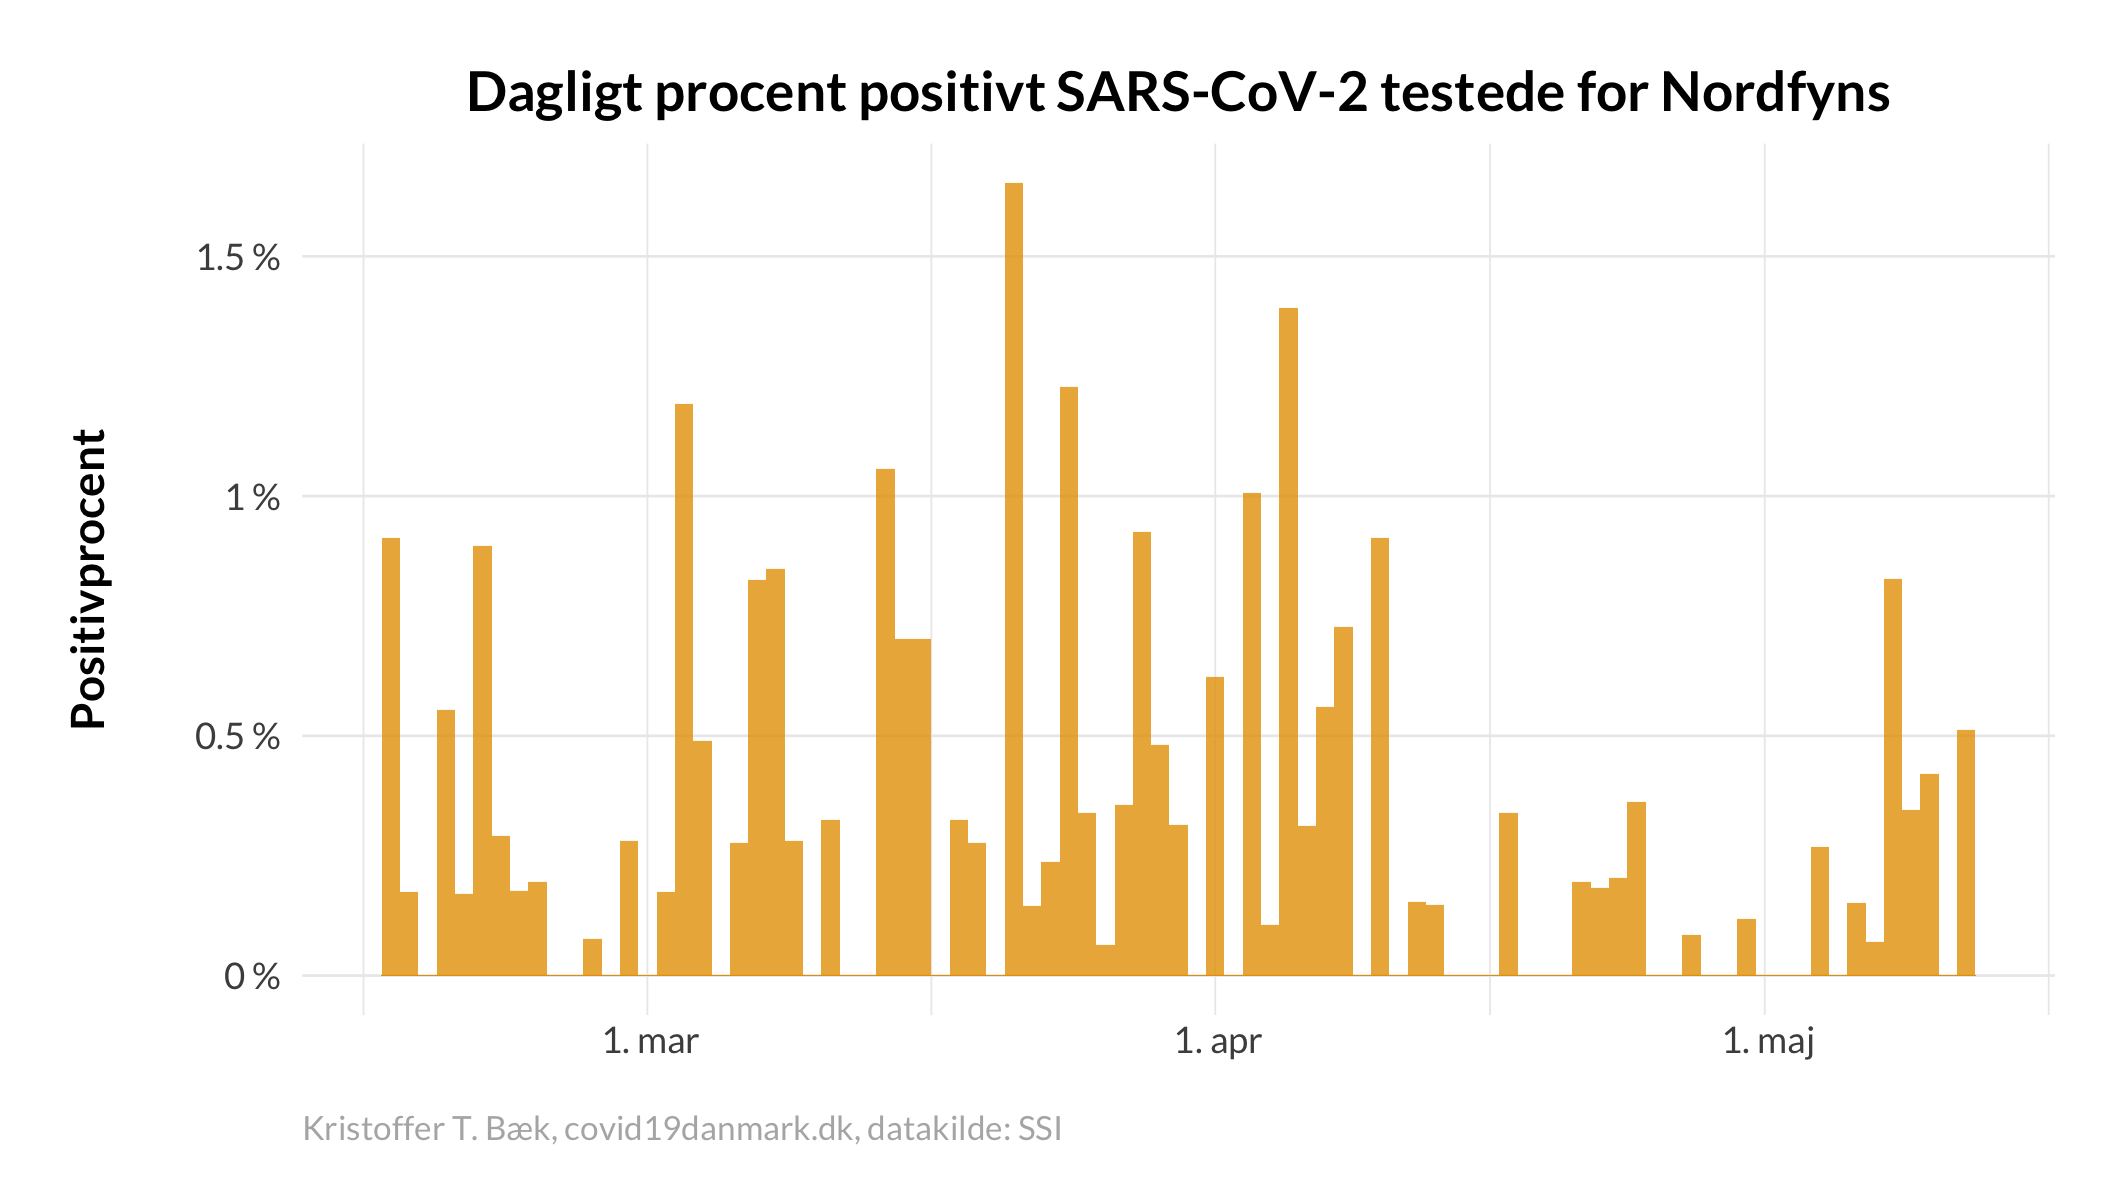 Dagligt procent positivt SARS-CoV-2 testede for Nordfyns
Positivprocent
1.5 %
1 %
0.5 %
0 %
1. mar
1. apr
1. maj
Kristoffer T. Bæk, covid19danmark.dk, datakilde: SSI